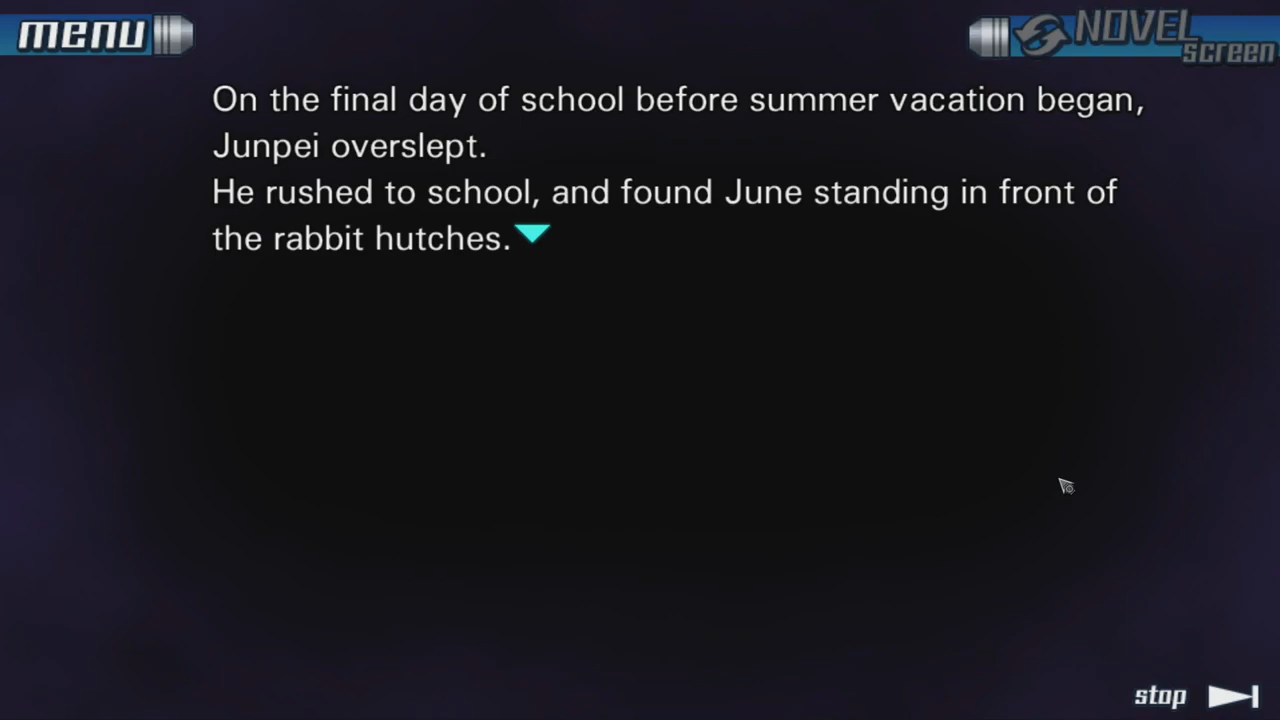 menu
NOVEL
screen
On the final day of school before summer vacation began,
Junpei overslept.
He rushed to school, and found June standing in front of
the rabbit hutches.
stop